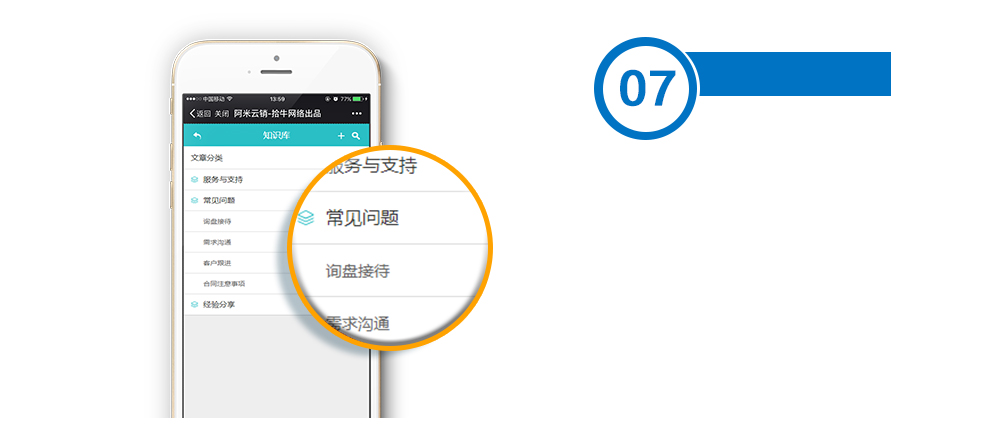 中国移动 13:59 77%
返回 关闭 阿米云销-拾牛网络出品
知识库
文章分类
服务与支持
常见问题
询盘接待
需求沟通
客户跟进
合同注意事项
经验分享
服务与支持
常见问题
询盘接待
需求沟通
07